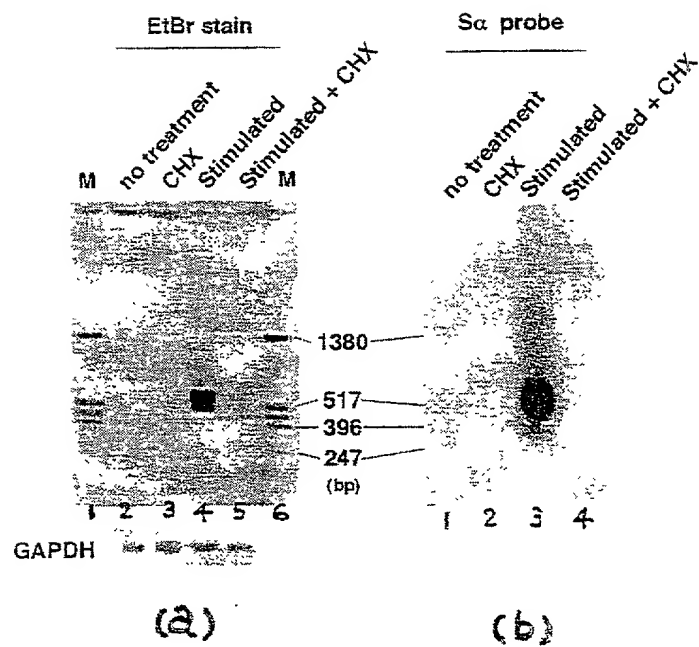 EtBr stain
Sα probe
M no treatment CHX Stimulated Stimulated + CHX M
no treatment CHX Stimulated Stimulated + CHX
1380
517
396
247
(bp)
1 2 3 4 5 6
1 2 3 4
GAPDH
(a)
(b)